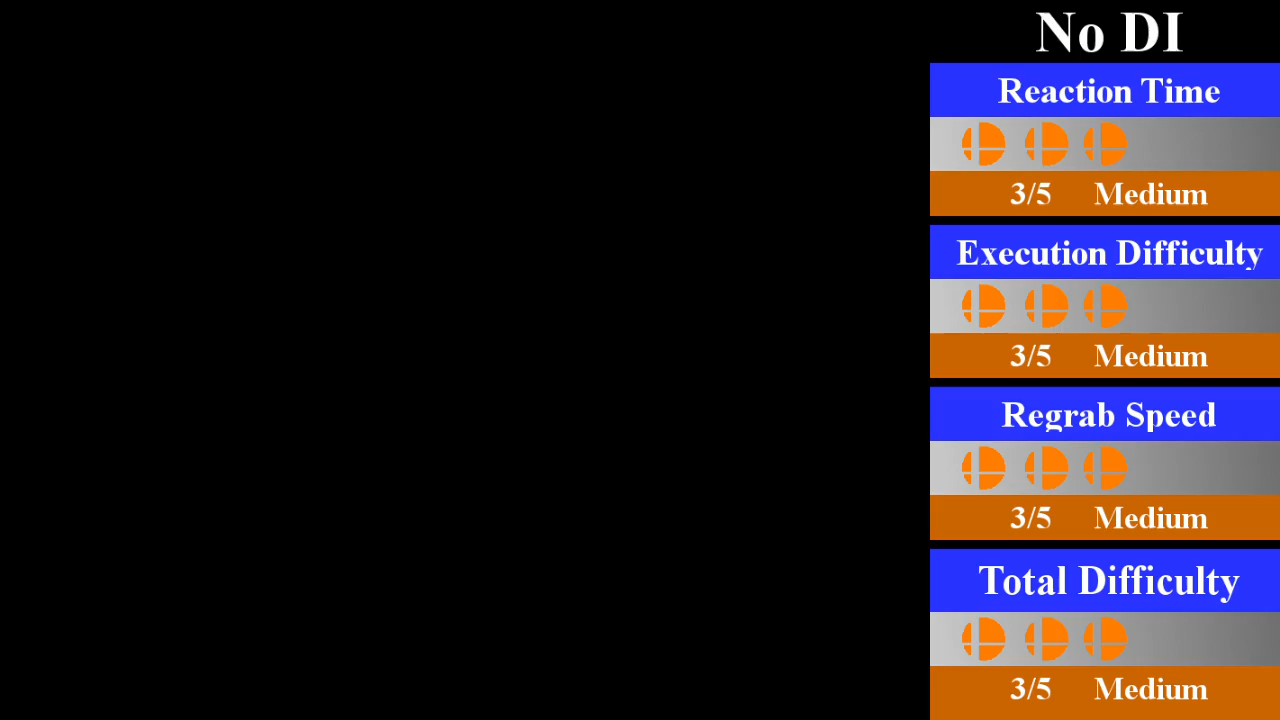 No DI
Reaction Time
3/5 Medium
Execution Difficulty
3/5 Medium
Regrab Speed
3/5 Medium
Total Difficulty
3/5 Medium